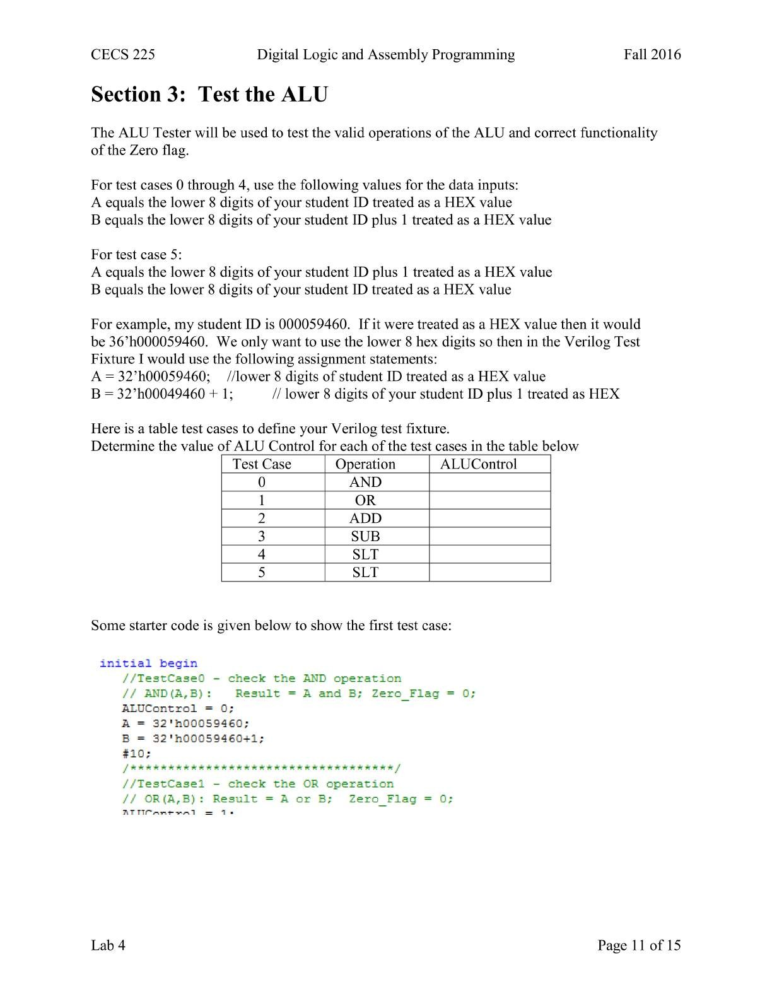 CECS 225 Digital Logic and Assembly Programming Fall 2016
Section 3: Test the ALU
The ALU Tester will be used to test the valid operations of the ALU and correct functionality
of the Zero flag.
For test cases 0 through 4, use the following values for the data inputs:
A equals the lower 8 digits of your student ID treated as a HEX value
B equals the lower 8 digits of your student ID plus 1 treated as a HEX value
For test case 5:
A equals the lower 8 digits of your student ID plus 1 treated as a HEX value
B equals the lower 8 digits of your student ID treated as a HEX value
For example, my student ID is 000059460. If it were treated as a HEX value then it would
be 36’h000059460. We only want to use the lower 8 hex digits so then in the Verilog Test
Fixture I would use the following assignment statements:
A = 32’h00059460; //lower 8 digits of student ID treated as a HEX value
B = 32’h00049460 + 1; // lower 8 digits of your student ID plus 1 treated as HEX
Here is a table test cases to define your Verilog test fixture.
Determine the value of ALU Control for each of the test cases in the table below
Test Case Operation ALUControl
0 AND
1 OR
2 ADD
3 SUB
4 SLT
5 SLT
Some starter code is given below to show the first test case:
initial begin
//TestCase0 - check the AND operation
// AND(A,B): Result = A and B; Zero_Flag = 0;
ALUControl = 0;
A = 32'h00059460;
B = 32'h00059460+1;
#10;
/***********************************/
//TestCase1 - check the OR operation
// OR(A,B): Result = A or B; Zero_Flag = 0;
ALUControl = 1;
Lab 4 Page 11 of 15